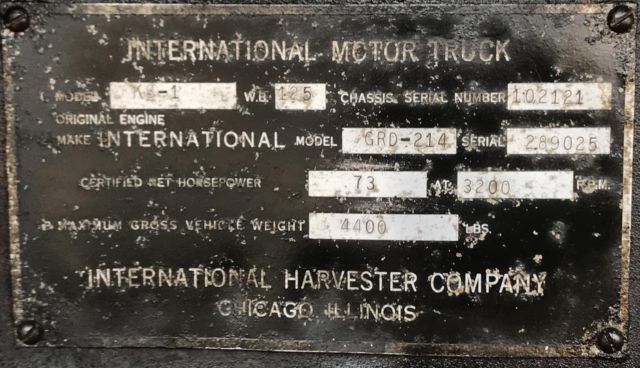 INTERNATIONAL MOTOR TRUCK
MODEL KB-1 W.B. 125 CHASSIS SERIAL NUMBER 102121
ORIGINAL ENGINE
MAKE INTERNATIONAL MODEL GRD-214 SERIAL 289025
CERTIFIED NET HORSEPOWER 73 AT 3200 R.P.M.
MAXIMUM GROSS VEHICLE WEIGHT 4400 LBS.
INTERNATIONAL HARVESTER COMPANY
CHICAGO, ILLINOIS